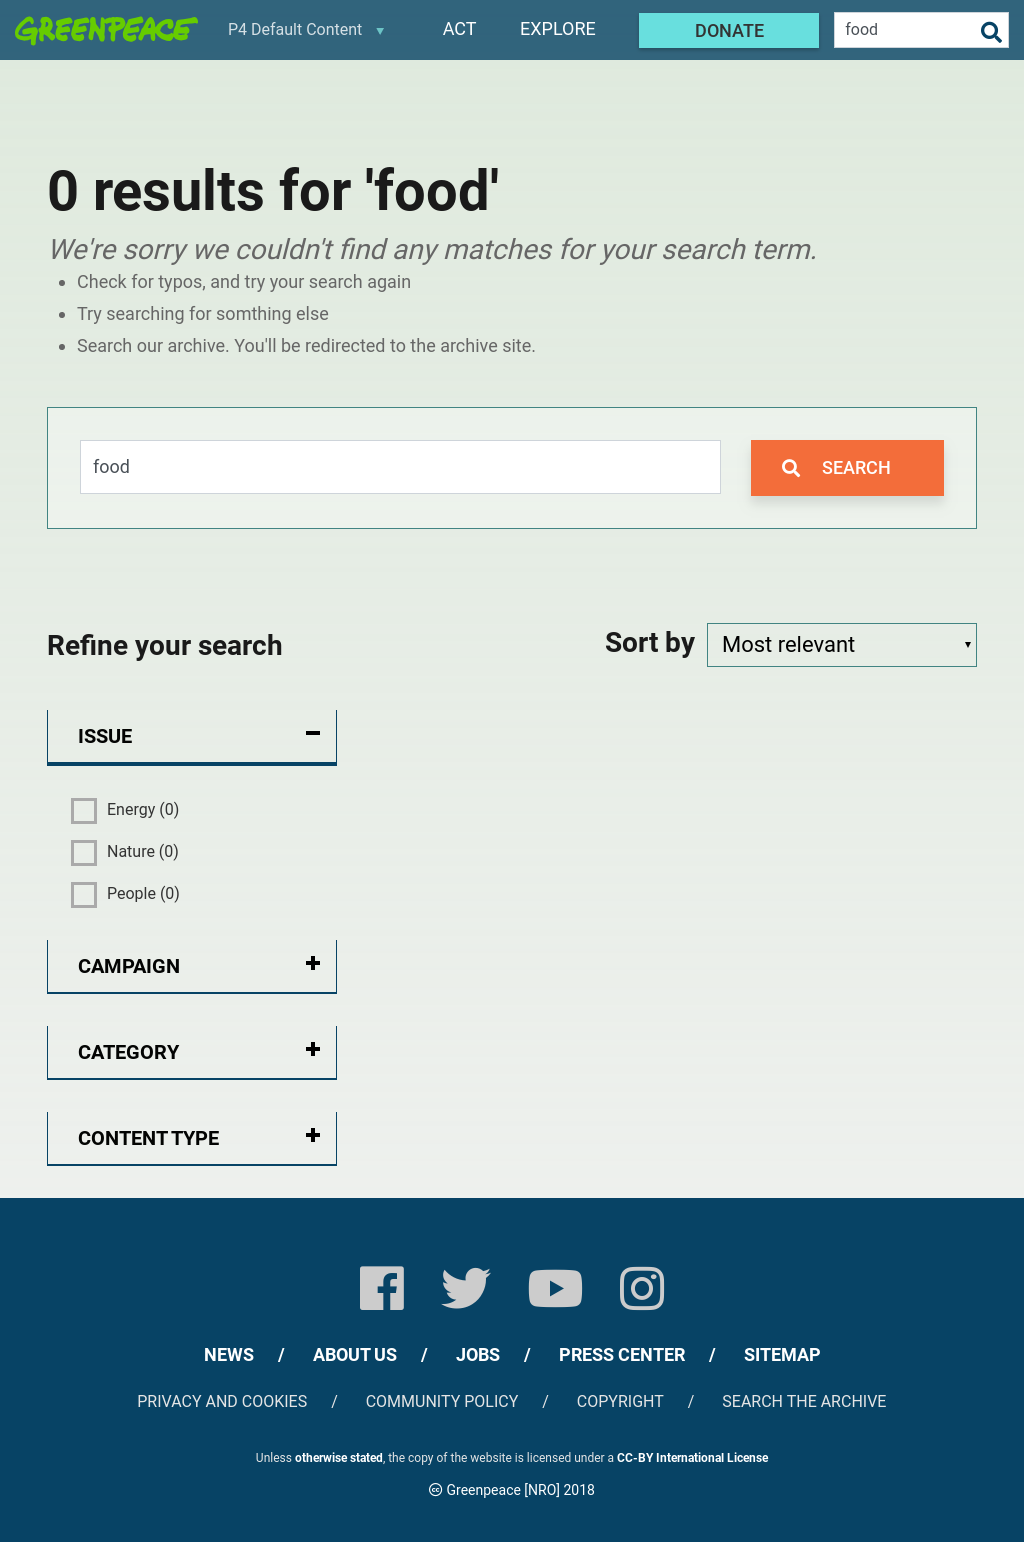 GREENPEACE P4 Default Content ▼ ACT EXPLORE DONATE food
0 results for 'food'
We're sorry we couldn't find any matches for your search term.
• Check for typos, and try your search again
• Try searching for somthing else
• Search our archive. You'll be redirected to the archive site.
food SEARCH
Refine your search Sort by Most relevant ▼
ISSUE
Energy (0)
Nature (0)
People (0)
CAMPAIGN
CATEGORY
CONTENT TYPE
NEWS / ABOUT US / JOBS / PRESS CENTER / SITEMAP
PRIVACY AND COOKIES / COMMUNITY POLICY / COPYRIGHT / SEARCH THE ARCHIVE
Unless otherwise stated, the copy of the website is licensed under a CC-BY International License
🄯 Greenpeace [NRO] 2018